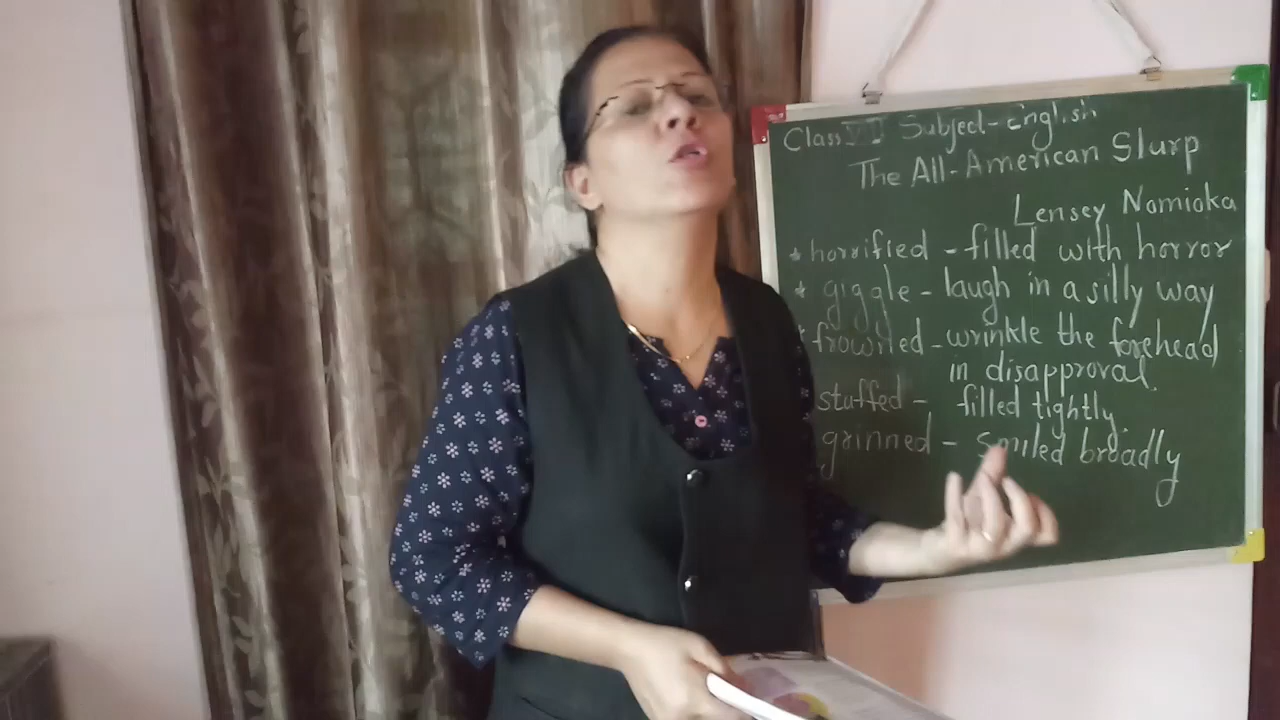 Class VI Subject - English
The All-American Slurp
Lensey Namioka
* horrified - filled with horror
* giggle - laugh in a silly way
* frowned - wrinkle the forehead
in disapproval.
stuffed - filled tightly.
grinned - smiled broadly